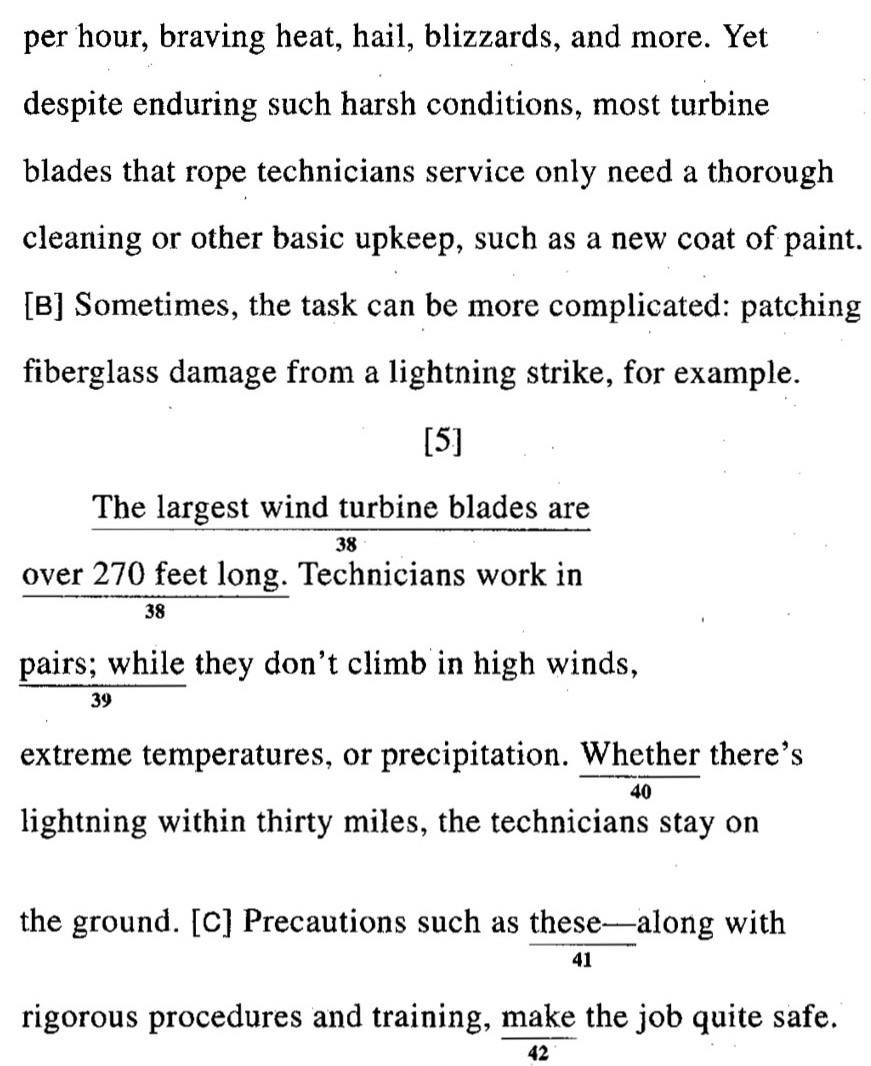 per hour, braving heat, hail, blizzards, and more. Yet
despite enduring such harsh conditions, most turbine
blades that rope technicians service only need a thorough
cleaning or other basic upkeep, such as a new coat of paint.
[B] Sometimes, the task can be more complicated: patching
fiberglass damage from a lightning strike, for example.
[5]
The largest wind turbine blades are
38
over 270 feet long. Technicians work in
38
pairs; while they don't climb in high winds,
39
extreme temperatures, or precipitation. Whether there's
40
lightning within thirty miles, the technicians stay on
the ground. [C] Precautions such as these—along with
41
rigorous procedures and training, make the job quite safe.
42